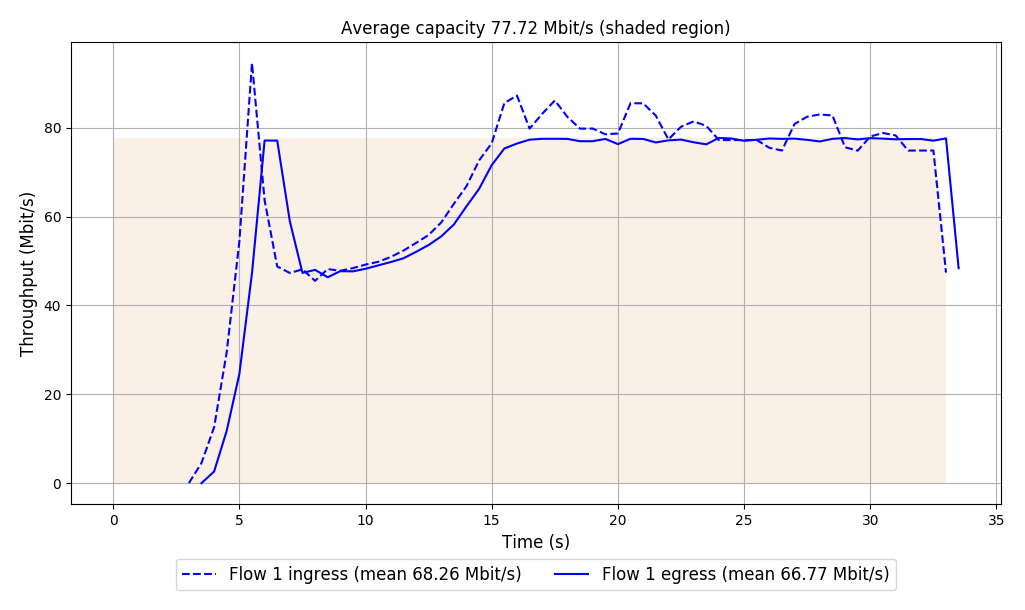 Average capacity 77.72 Mbit/s (shaded region)
Throughput (Mbit/s)
80
60
40
20
0
0 5 10 15 20 25 30 35
Time (s)
Flow 1 ingress (mean 68.26 Mbit/s) Flow 1 egress (mean 66.77 Mbit/s)